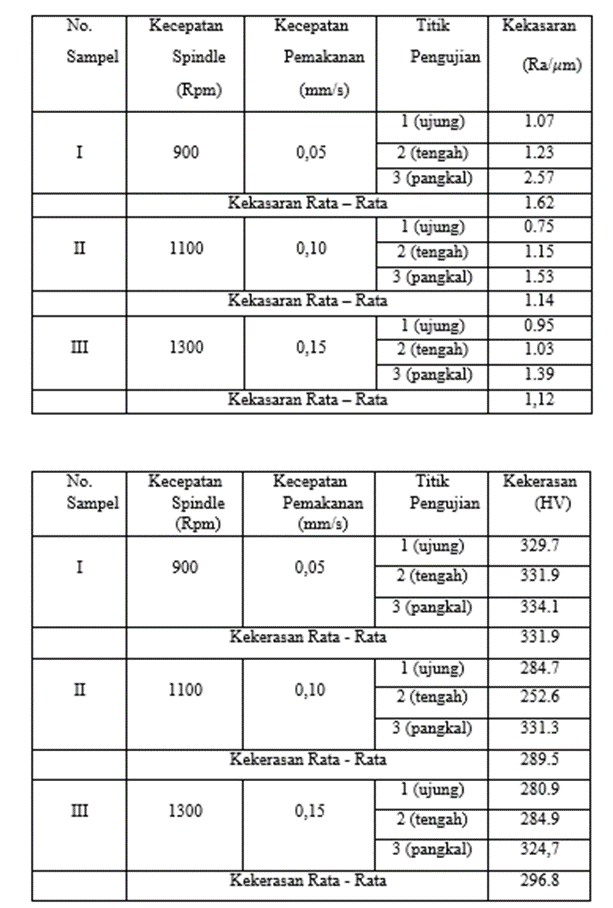 No. Sampel Kecepatan Spindle (Rpm) Kecepatan Pemakanan (mm/s) Titik Pengujian Kekasaran (Ra/μm)
I 900 0,05 1 (ujung) 1.07
2 (tengah) 1.23
3 (pangkal) 2.57
Kekasaran Rata – Rata 1.62
II 1100 0,10 1 (ujung) 0.75
2 (tengah) 1.15
3 (pangkal) 1.53
Kekasaran Rata – Rata 1.14
III 1300 0,15 1 (ujung) 0.95
2 (tengah) 1.03
3 (pangkal) 1.39
Kekasaran Rata – Rata 1,12
No. Sampel Kecepatan Spindle (Rpm) Kecepatan Pemakanan (mm/s) Titik Pengujian Kekerasan (HV)
I 900 0,05 1 (ujung) 329.7
2 (tengah) 331.9
3 (pangkal) 334.1
Kekerasan Rata - Rata 331.9
II 1100 0,10 1 (ujung) 284.7
2 (tengah) 252.6
3 (pangkal) 331.3
Kekerasan Rata - Rata 289.5
III 1300 0,15 1 (ujung) 280.9
2 (tengah) 284.9
3 (pangkal) 324,7
Kekerasan Rata - Rata 296.8